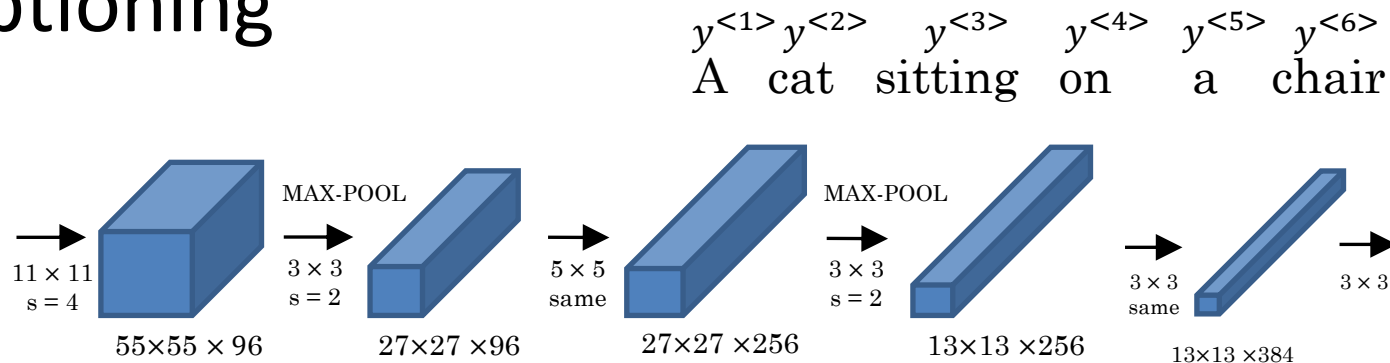 ptioning
y<1> y<2> y<3> y<4> y<5> y<6>
A cat sitting on a chair
MAX-POOL MAX-POOL
11 × 11 3 × 3 5 × 5 3 × 3 3 × 3 3 × 3
s = 4 s = 2 same s = 2 same
55×55 × 96 27×27 ×96 27×27 ×256 13×13 ×256 13×13 ×384